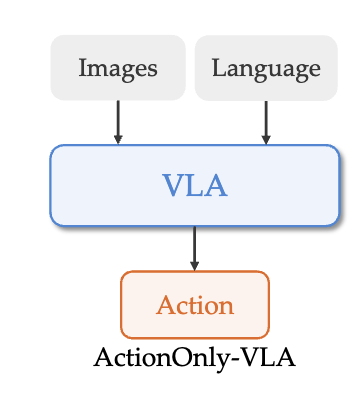 Images
Language
VLA
Action
ActionOnly-VLA